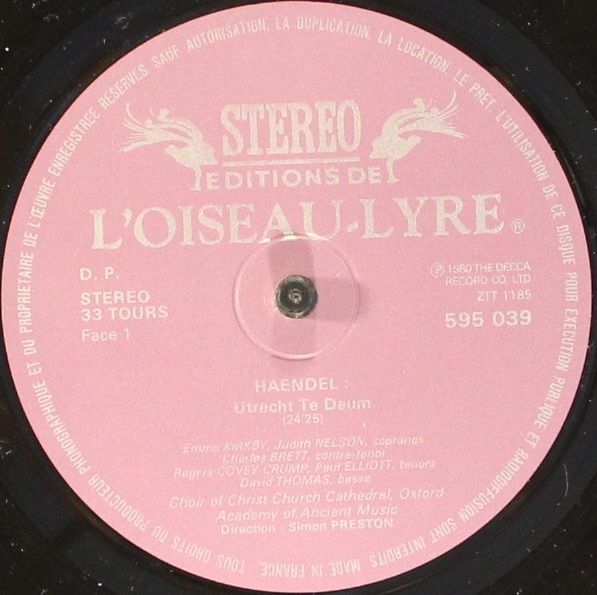 TOUS DROITS DU PRODUCTEUR PHONOGRAPHIQUE ET DU PROPRIETAIRE DE L'ŒUVRE ENREGISTREE RESERVES. SAUF AUTORISATION, LA DUPLICATION, LA LOCATION, LE PRET, L'UTILISATION DE CE DISQUE POUR EXECUTION PUBLIQUE ET RADIODIFFUSION SONT INTERDITS MADE IN FRANCE.
STEREO
EDITIONS DE
L'OISEAU-LYRE ®
D. P.
STEREO
33 TOURS
Face 1
℗ 1980 THE DECCA
RECORD CO. LTD
ZTT 1185
595 039
HAENDEL :
Utrecht Te Deum
(24'25)
Emma KIRKBY, Judith NELSON, sopranos
Charles BRETT, contre-tenor
Rogers COVEY-CRUMP, Paul ELLIOTT, tenors
David THOMAS, basse
Choir of Christ Church Cathedral, Oxford
Academy of Ancient Music
Direction : Simon PRESTON